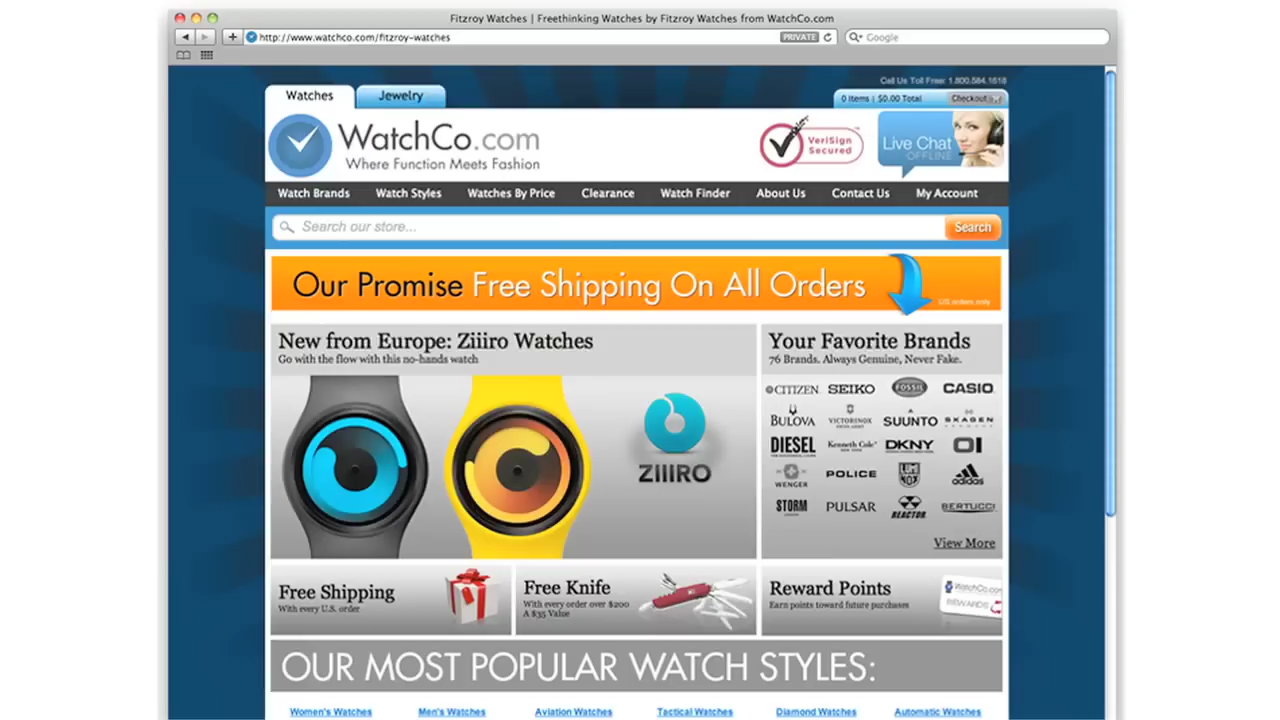 Fitzroy Watches | Freethinking Watches by Fitzroy Watches from WatchCo.com
http://www.watchco.com/fitzroy-watches
PRIVATE
Google
Call Us Toll Free: 1.800.584.1618
Watches
Jewelry
0 Items | $0.00 Total
Checkout
WatchCo.com
Where Function Meets Fashion
VeriSign
Secured
Live Chat
OFFLINE
Watch Brands
Watch Styles
Watches By Price
Clearance
Watch Finder
About Us
Contact Us
My Account
Search our store...
Search
Our Promise Free Shipping On All Orders
US orders only
New from Europe: Ziiiro Watches
Go with the flow with this no-hands watch
ZIIIRO
Your Favorite Brands
76 Brands. Always Genuine, Never Fake.
CITIZEN
SEIKO
FOSSIL
CASIO
BULOVA
VICTORINOX
SWISS ARMY
SUUNTO
SKAGEN
DIESEL
Kenneth Cole
NEW YORK
DKNY
OI
WENGER
POLICE
LUMINOX
adidas
STORM
LONDON
PULSAR
REACTOR
BERTUCCI
View More
Free Shipping
With every U.S. order
Free Knife
With every order over $200
A $35 Value
Reward Points
Earn points toward future purchases
WatchCo.com
REWARDS
OUR MOST POPULAR WATCH STYLES:
Women's Watches
Men's Watches
Aviation Watches
Tactical Watches
Diamond Watches
Automatic Watches